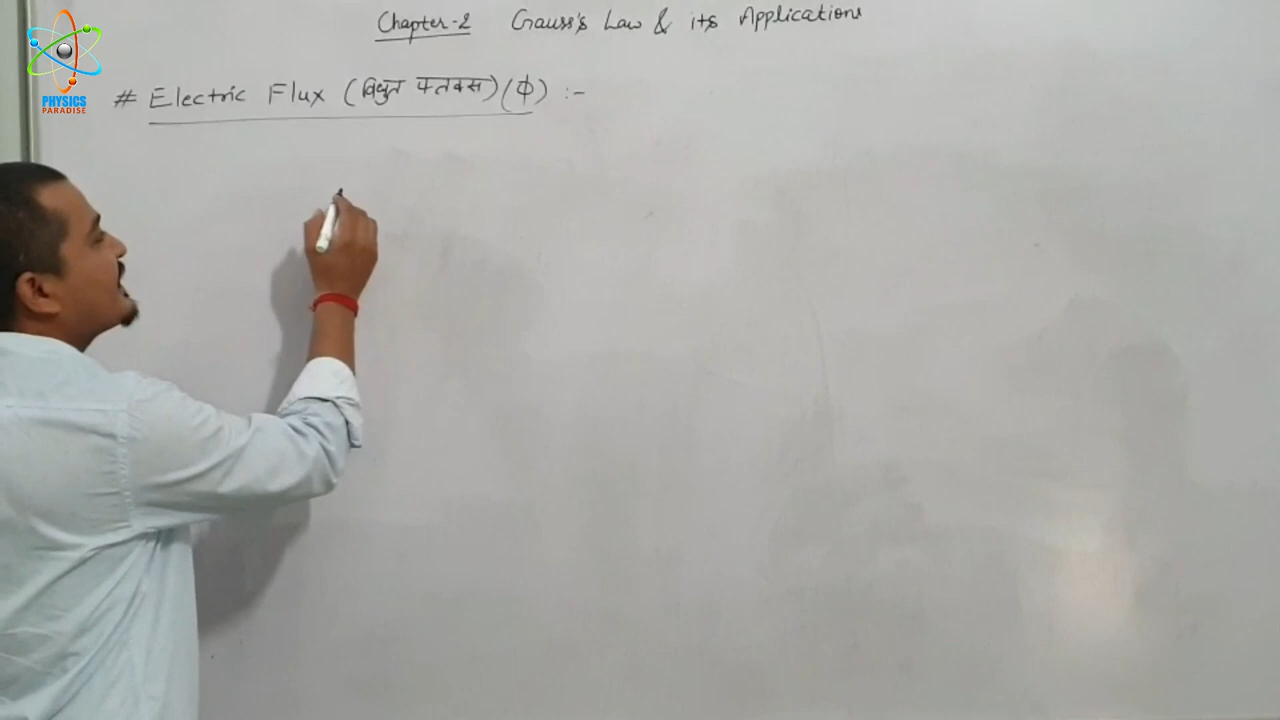 Chapter-2 Gauss's Law & its Applications
PHYSICS
PARADISE
# Electric Flux (विधुत फ्लक्स) (Φ) :-